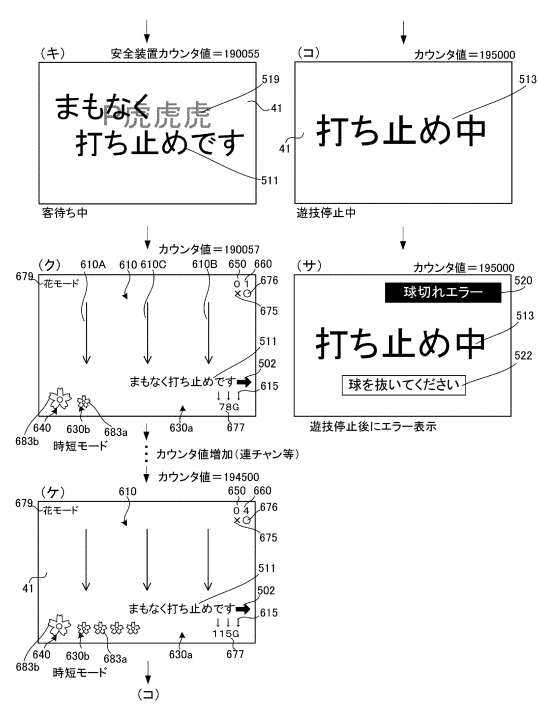 (キ) 安全装置カウンタ値＝190055
519
まもなく
P虎虎虎
41
打ち止めです
511
客待ち中
(コ) カウンタ値＝195000
513
41
打ち止め中
遊技停止中
カウンタ値＝190057
(ク) 610A 610 610C 610B 650 660
679 花モード 0 1 676
× 675
511
502
まもなく打ち止めです 615
78G
683b 640 630b 683a 630a 677
時短モード
(サ) カウンタ値＝195000
球切れエラー 520
513
打ち止め中
522
球を抜いてください
遊技停止後にエラー表示
カウンタ値増加(連チャン等)
カウンタ値＝194500
(ケ) 610 650 660
679 花モード 0 4 676
× 675
511
41 502
まもなく打ち止めです 615
115G
683b 640 630b 683a 630a 677
時短モード
(コ)